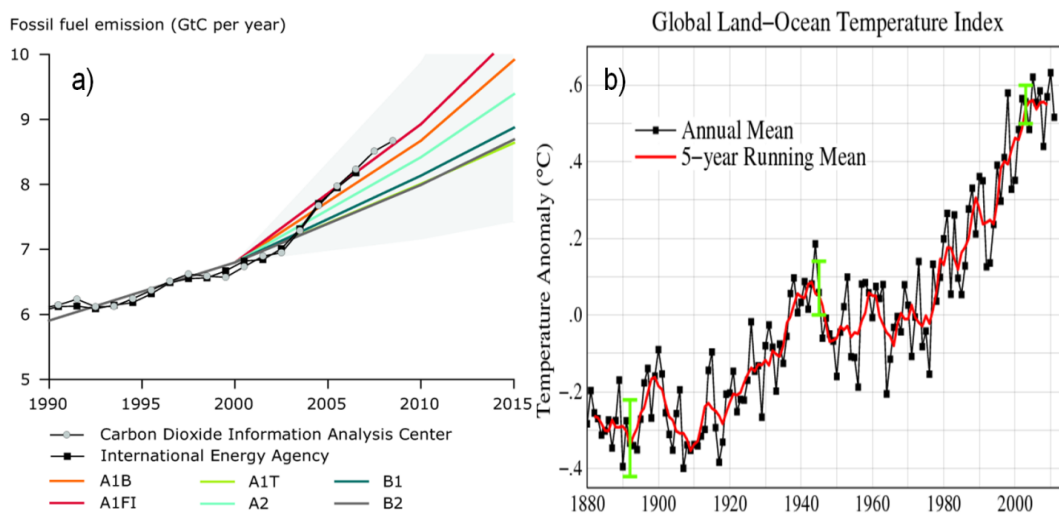 Fossil fuel emission (GtC per year)
a)
10
9
8
7
6
5
1990
1995
2000
2005
2010
2015
Carbon Dioxide Information Analysis Center
International Energy Agency
A1B
A1T
B1
A1FI
A2
B2
Global Land–Ocean Temperature Index
b)
Annual Mean
5-year Running Mean
Temperature Anomaly (°C)
.6
.4
.2
.0
-.2
-.4
1880
1900
1920
1940
1960
1980
2000